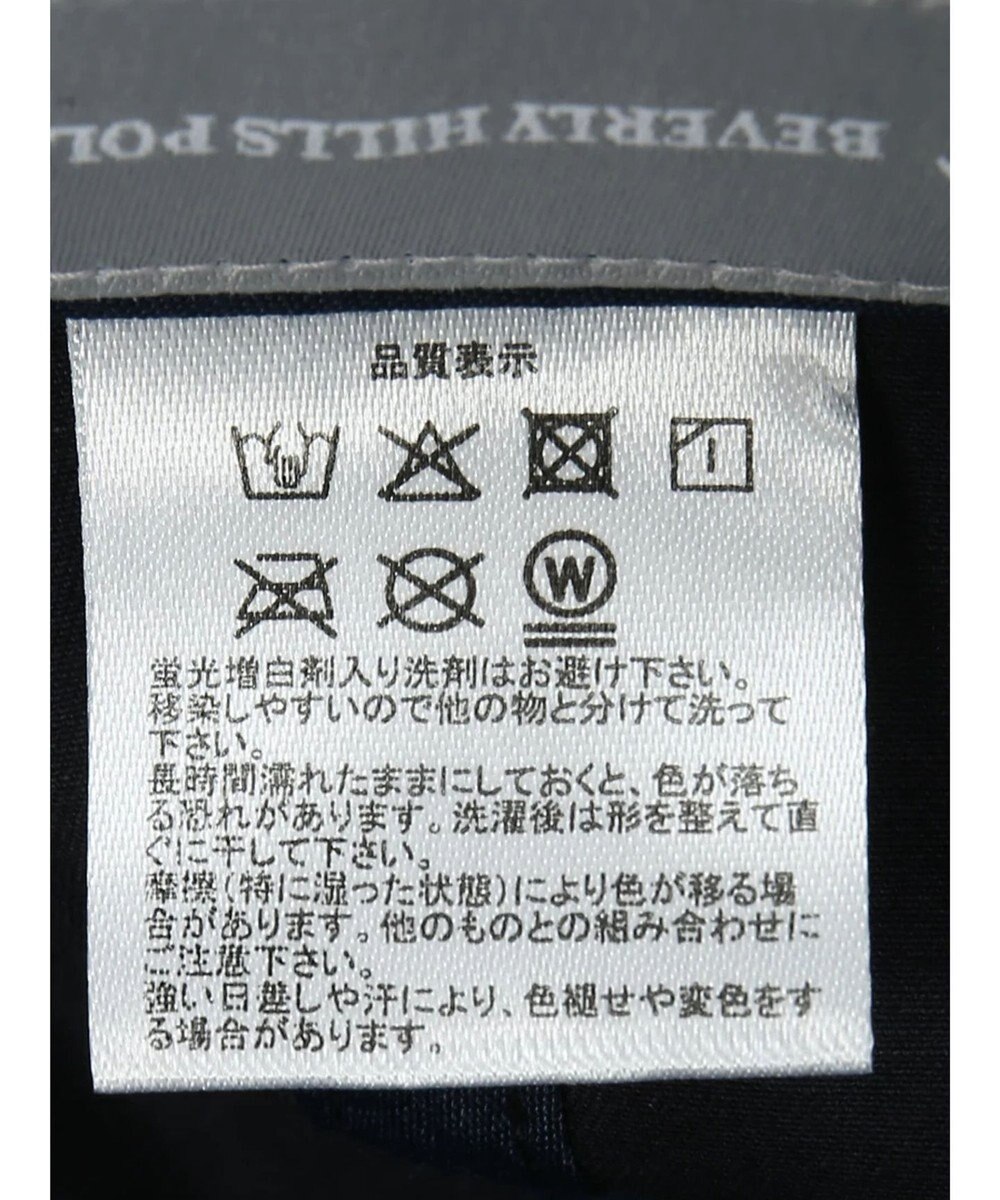 BEVERLY HILLS POL
品質表示
W
蛍光増白剤入り洗剤はお避け下さい。
移染しやすいので他の物と分けて洗って
下さい。
長時間濡れたままにしておくと、色が落ち
る恐れがあります。洗濯後は形を整えて直
ぐに干して下さい。
摩擦(特に湿った状態)により色が移る場
合があります。他のものとの組み合わせに
ご注意下さい。
強い日差しや汗により、色褪せや変色をす
る場合があります。